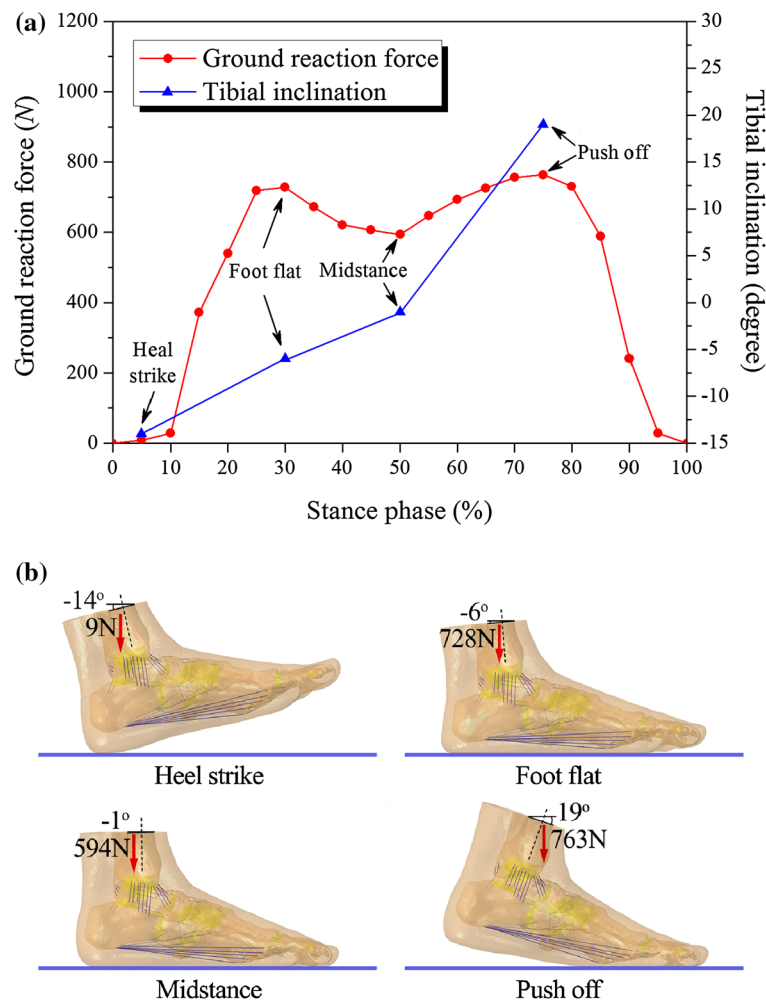 (a)
1200
1000
800
600
400
200
0
Ground reaction force (N)
30
25
20
15
10
5
0
-5
-10
-15
Tibial inclination (degree)
Ground reaction force
Tibial inclination
Push off
Foot flat
Midstance
Heal
strike
0 10 20 30 40 50 60 70 80 90 100
Stance phase (%)
(b)
-14°
9N
Heel strike
-6°
728N
Foot flat
-1°
594N
Midstance
19°
763N
Push off